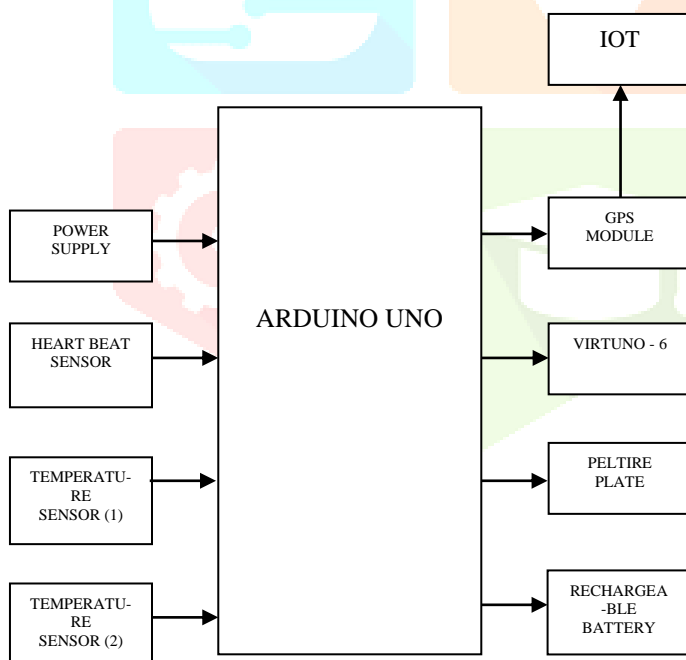 IOT
POWER
SUPPLY
HEART BEAT
SENSOR
TEMPERATU-
RE
SENSOR (1)
TEMPERATU-
RE
SENSOR (2)
ARDUINO UNO
GPS
MODULE
VIRTUNO - 6
PELTIRE
PLATE
RECHARGEA
-BLE
BATTERY